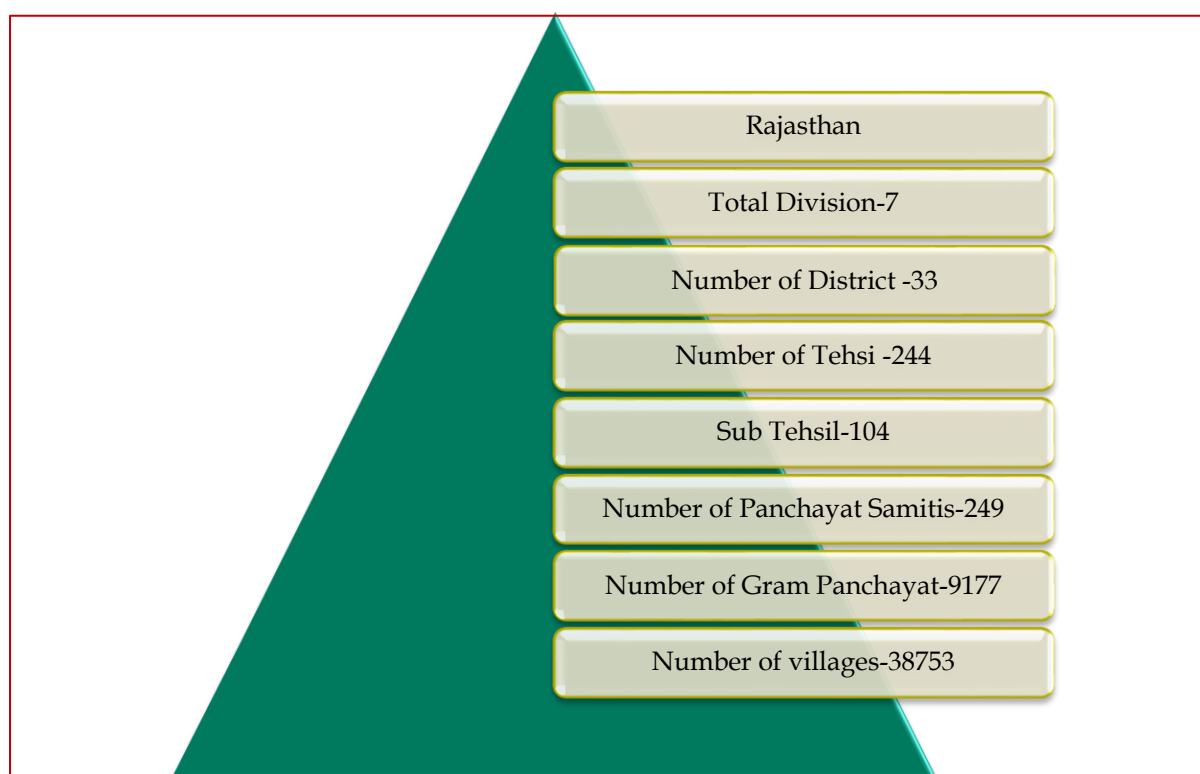 Rajasthan
Total Division-7
Number of District -33
Number of Tehsi -244
Sub Tehsil-104
Number of Panchayat Samitis-249
Number of Gram Panchayat-9177
Number of villages-38753